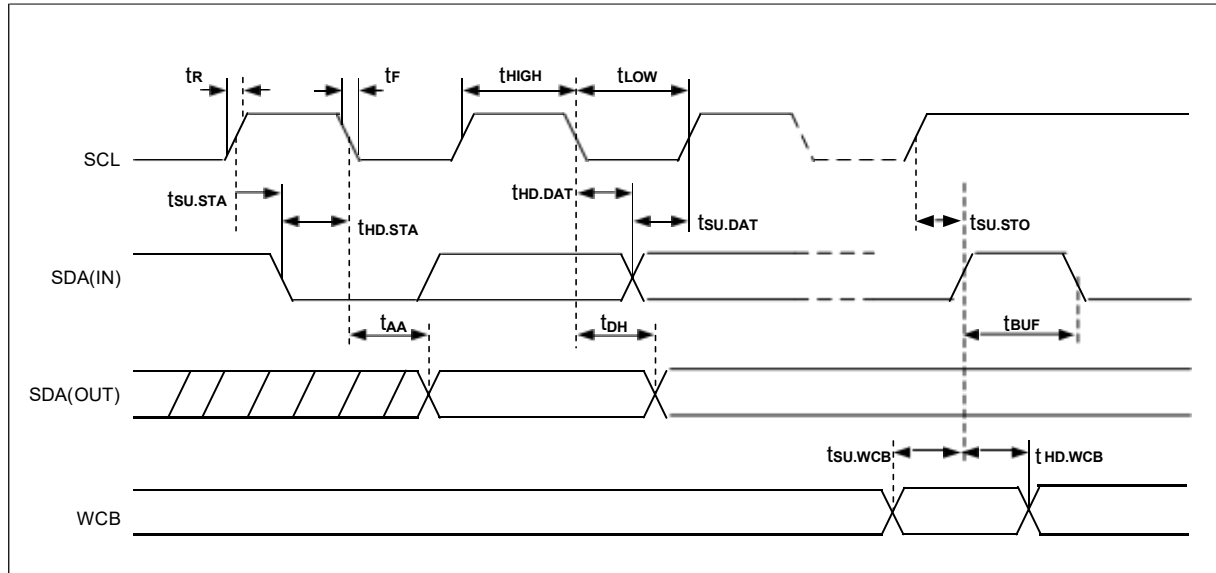 tR
tF
tHIGH
tLOW
SCL
tSU.STA
tHD.STA
tHD.DAT
tSU.DAT
tSU.STO
SDA(IN)
tAA
tDH
tBUF
SDA(OUT)
tSU.WCB
tHD.WCB
WCB